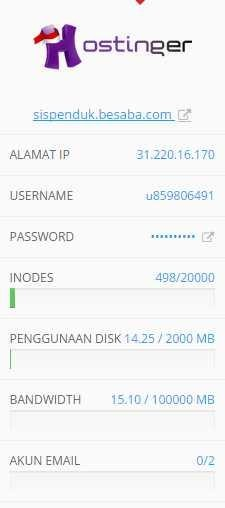 Hostinger
sispenduk.besaba.com
ALAMAT IP 31.220.16.170
USERNAME u859806491
PASSWORD ••••••••••
INODES 498/20000
PENGGUNAAN DISK 14.25 / 2000 MB
BANDWIDTH 15.10 / 100000 MB
AKUN EMAIL 0/2